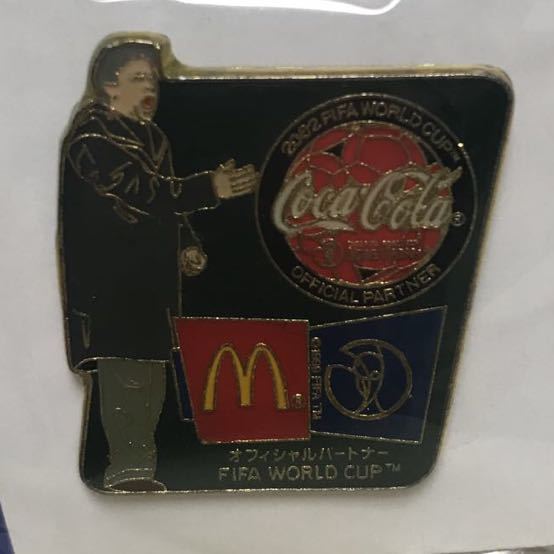 2002 FIFA WORLD CUP™
Coca-Cola®
OFFICIAL PARTNER
M®
オフィシャルパートナー
FIFA WORLD CUP™